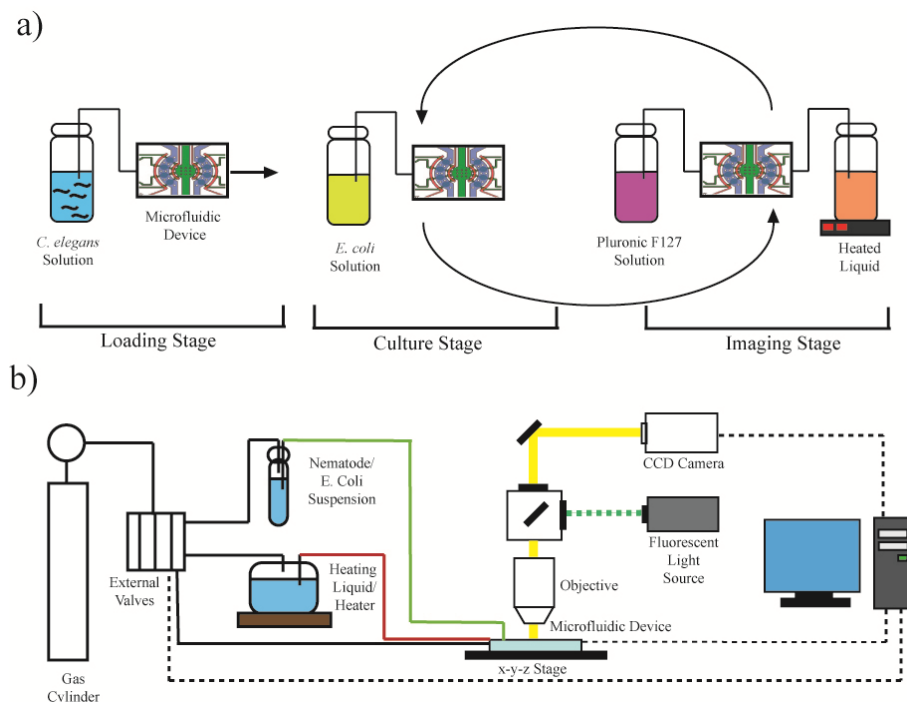 a)
C. elegans
Solution
Microfluidic
Device
E. coli
Solution
Pluronic F127
Solution
Heated
Liquid
Loading Stage
Culture Stage
Imaging Stage
b)
Nematode/
E. Coli
Suspension
CCD Camera
External
Valves
Heating
Liquid/
Heater
Objective
Fluorescent
Light
Source
Microfluidic Device
x-y-z Stage
Gas
Cylinder